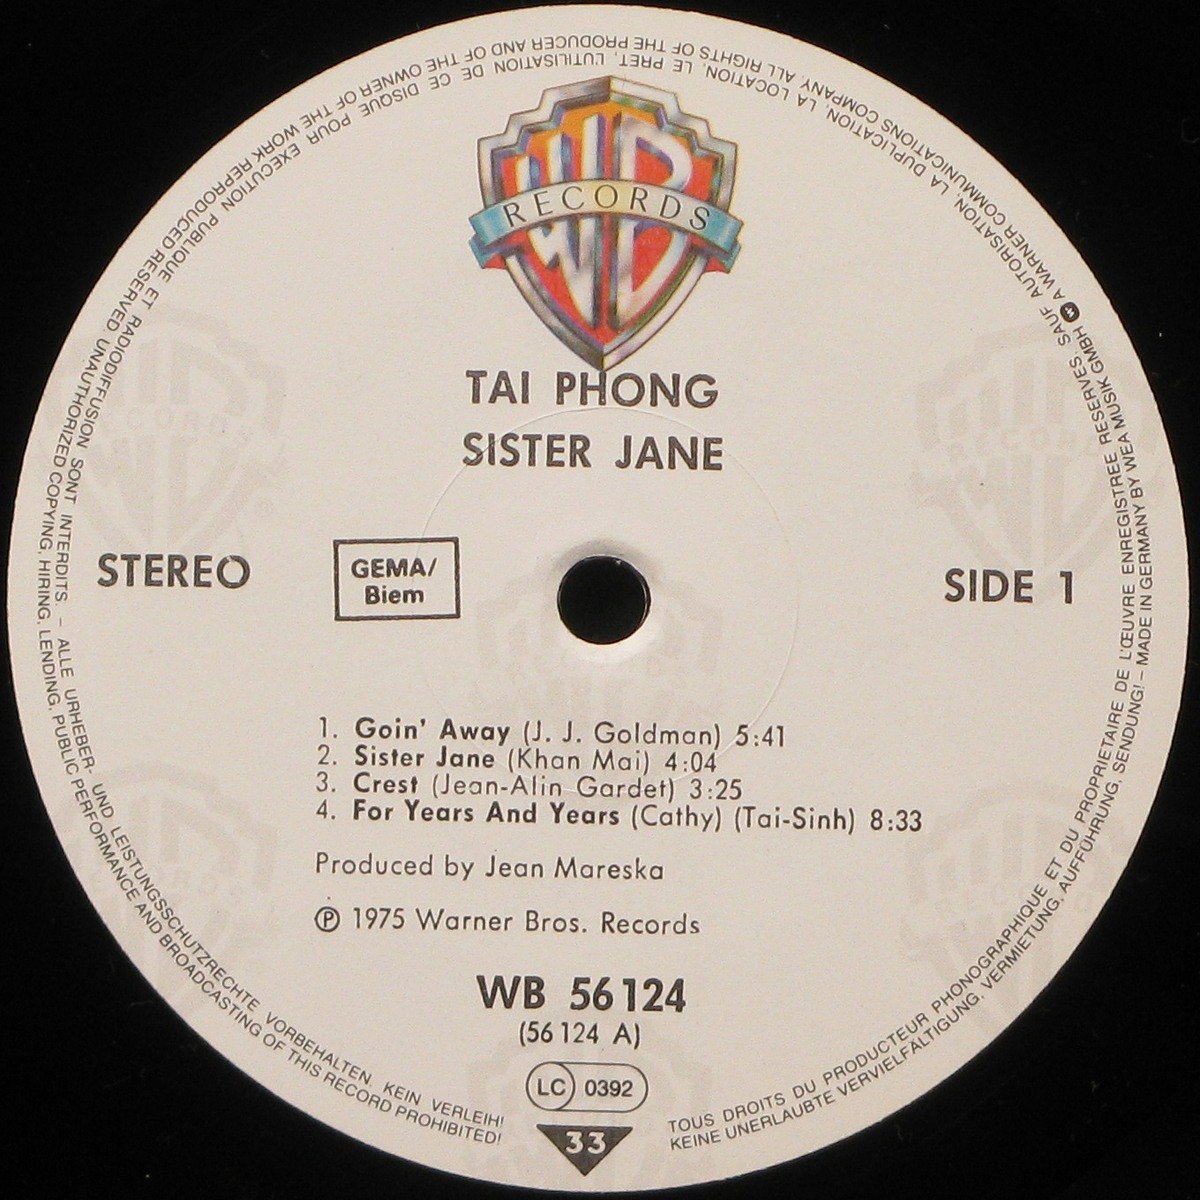 WB
RECORDS
TAI PHONG
SISTER JANE
STEREO
GEMA/
Biem
SIDE 1
1. Goin' Away (J. J. Goldman) 5:41
2. Sister Jane (Khan Mai) 4:04
3. Crest (Jean-Alin Gardet) 3:25
4. For Years And Years (Cathy) (Tai-Sinh) 8:33
Produced by Jean Mareska
℗ 1975 Warner Bros. Records
WB 56 124
(56 124 A)
LC 0392
33
TOUS DROITS DU PRODUCTEUR PHONOGRAPHIQUE ET DU PROPRIETAIRE DE L'ŒUVRE ENREGISTREE RESERVES. SAUF AUTORISATION, LA DUPLICATION, LA LOCATION, LE PRET, L'UTILISATION DE CE DISQUE POUR EXECUTION PUBLIQUE ET RADIODIFFUSION SONT INTERDITS. – ALLE URHEBER- UND LEISTUNGSSCHUTZRECHTE VORBEHALTEN. KEIN VERLEIH!
KEINE UNERLAUBTE VERVIELFÄLTIGUNG, VERMIETUNG, AUFFÜHRUNG, SENDUNG! – MADE IN GERMANY BY WEA MUSIK GMBH A WARNER COMMUNICATIONS COMPANY ALL RIGHTS OF THE PRODUCER AND OF THE OWNER OF THE WORK REPRODUCED RESERVED UNAUTHORIZED COPYING, HIRING, LENDING, PUBLIC PERFORMANCE AND BROADCASTING OF THIS RECORD PROHIBITED!